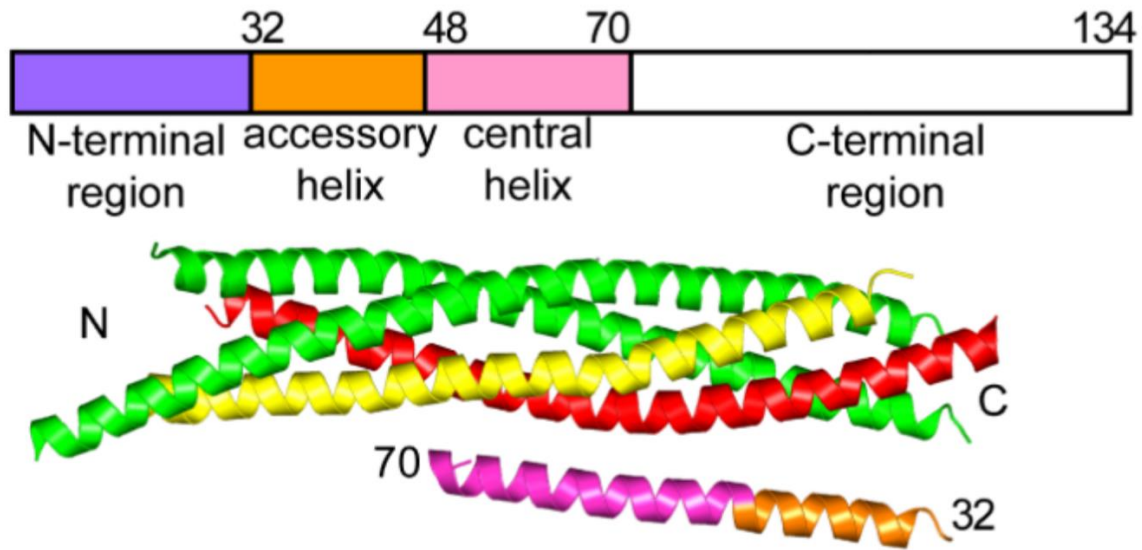 32 48 70 134
N-terminal accessory central C-terminal
region helix helix region
N
C
70
32